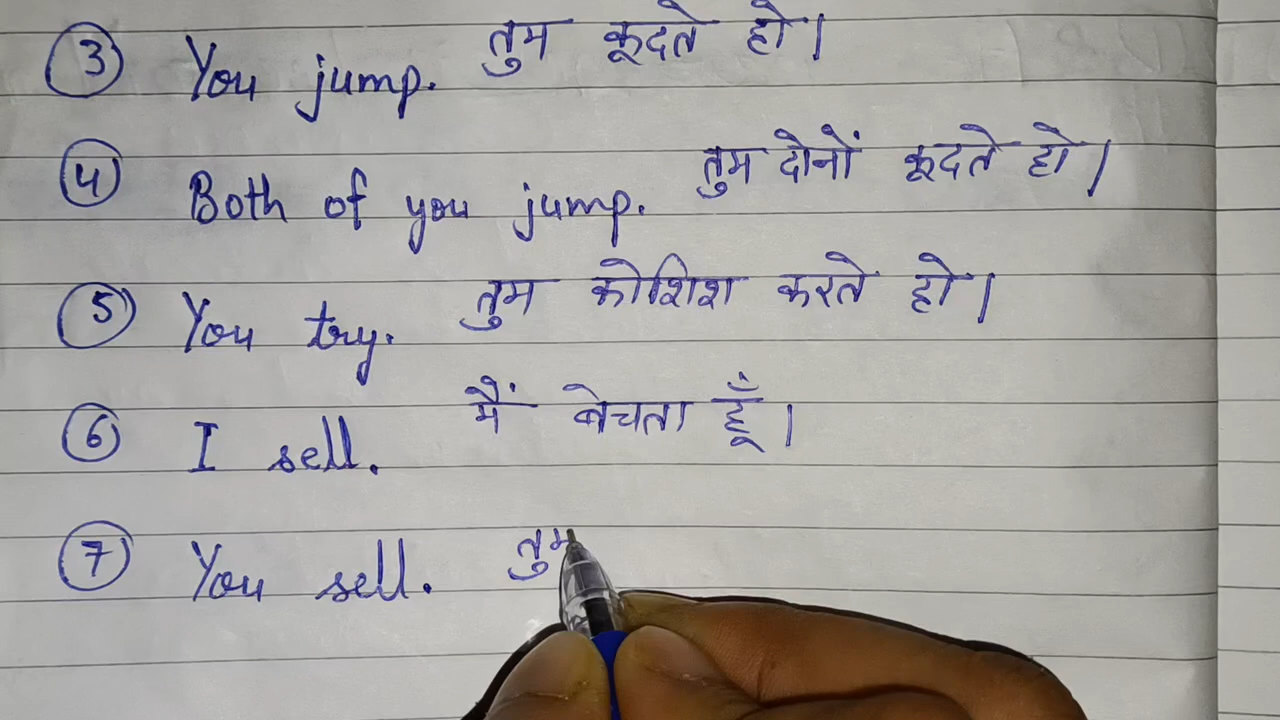 3 You jump. तुम कूदते हो।
4 Both of you jump. तुम दोनों कूदते हो।
5 You try. तुम कोशिश करते हो।
6 I sell. मैं बेचता हूँ।
7 You sell. तुम